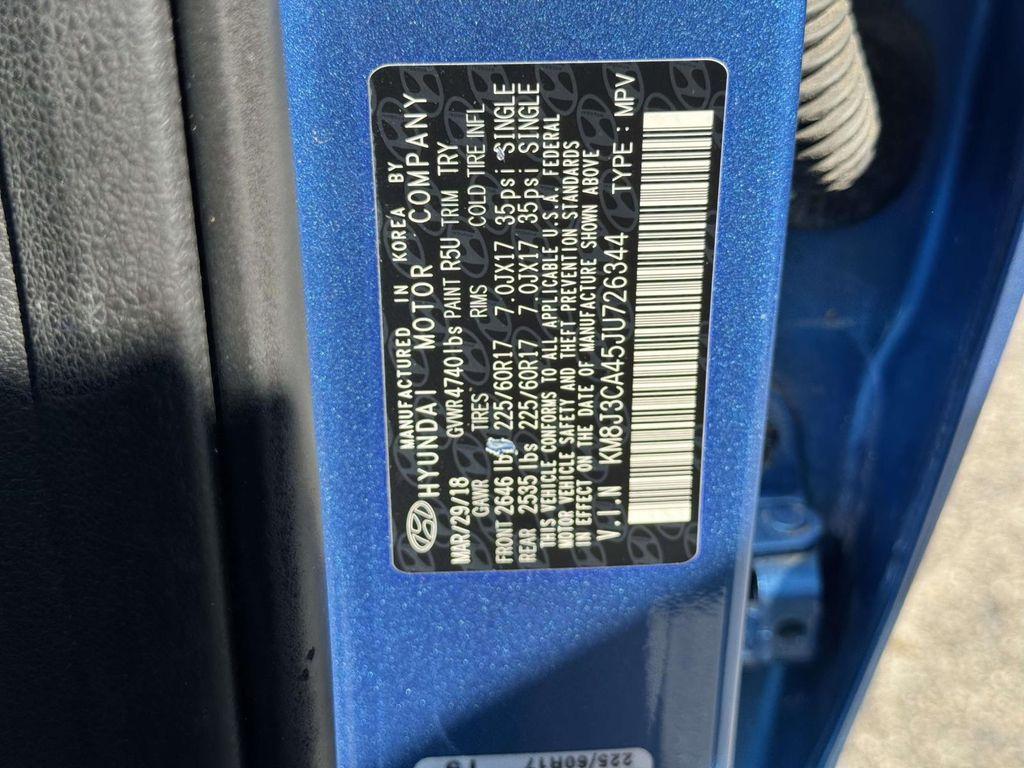 MANUFACTURED IN KOREA BY
HYUNDAI MOTOR COMPANY
MAR/29/18 GVWR 4740 lbs PAINT R5U TRIM TRY
GAWR TIRES RIMS COLD TIRE INFL
FRONT 2646 lbs 225/60R17 7.0JX17 35psi SINGLE
REAR 2535 lbs 225/60R17 7.0JX17 35psi SINGLE
THIS VEHICLE CONFORMS TO ALL APPLICABLE U.S.A. FEDERAL
MOTOR VEHICLE SAFETY AND THEFT PREVENTION STANDARDS
IN EFFECT ON THE DATE OF MANUFACTURE SHOWN ABOVE
V.I.N KM8J3CA45JU726344 TYPE : MPV
225/60R17